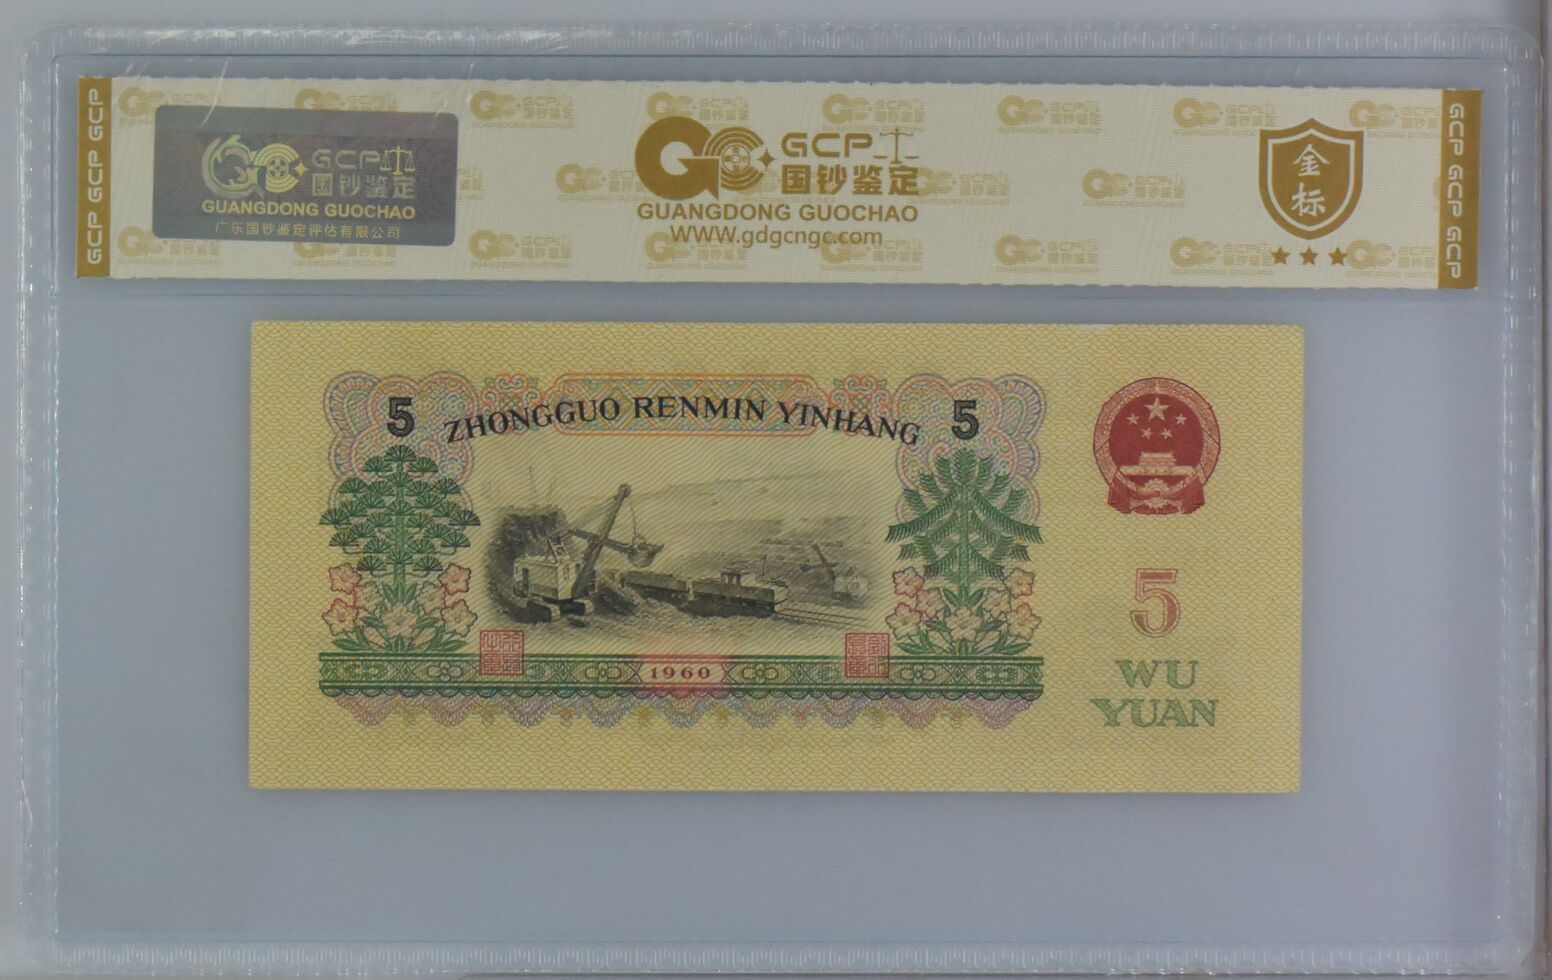 GCP GCP GCP
GCP
国钞鉴定
GUANGDONG GUOCHAO
广东国钞鉴定评估有限公司
GCP
国钞鉴定
GUANGDONG GUOCHAO
www.gdgcngc.com
金标
GCP GCP GCP
5 ZHONGGUO RENMIN YINHANG 5
5
WU
YUAN
1960